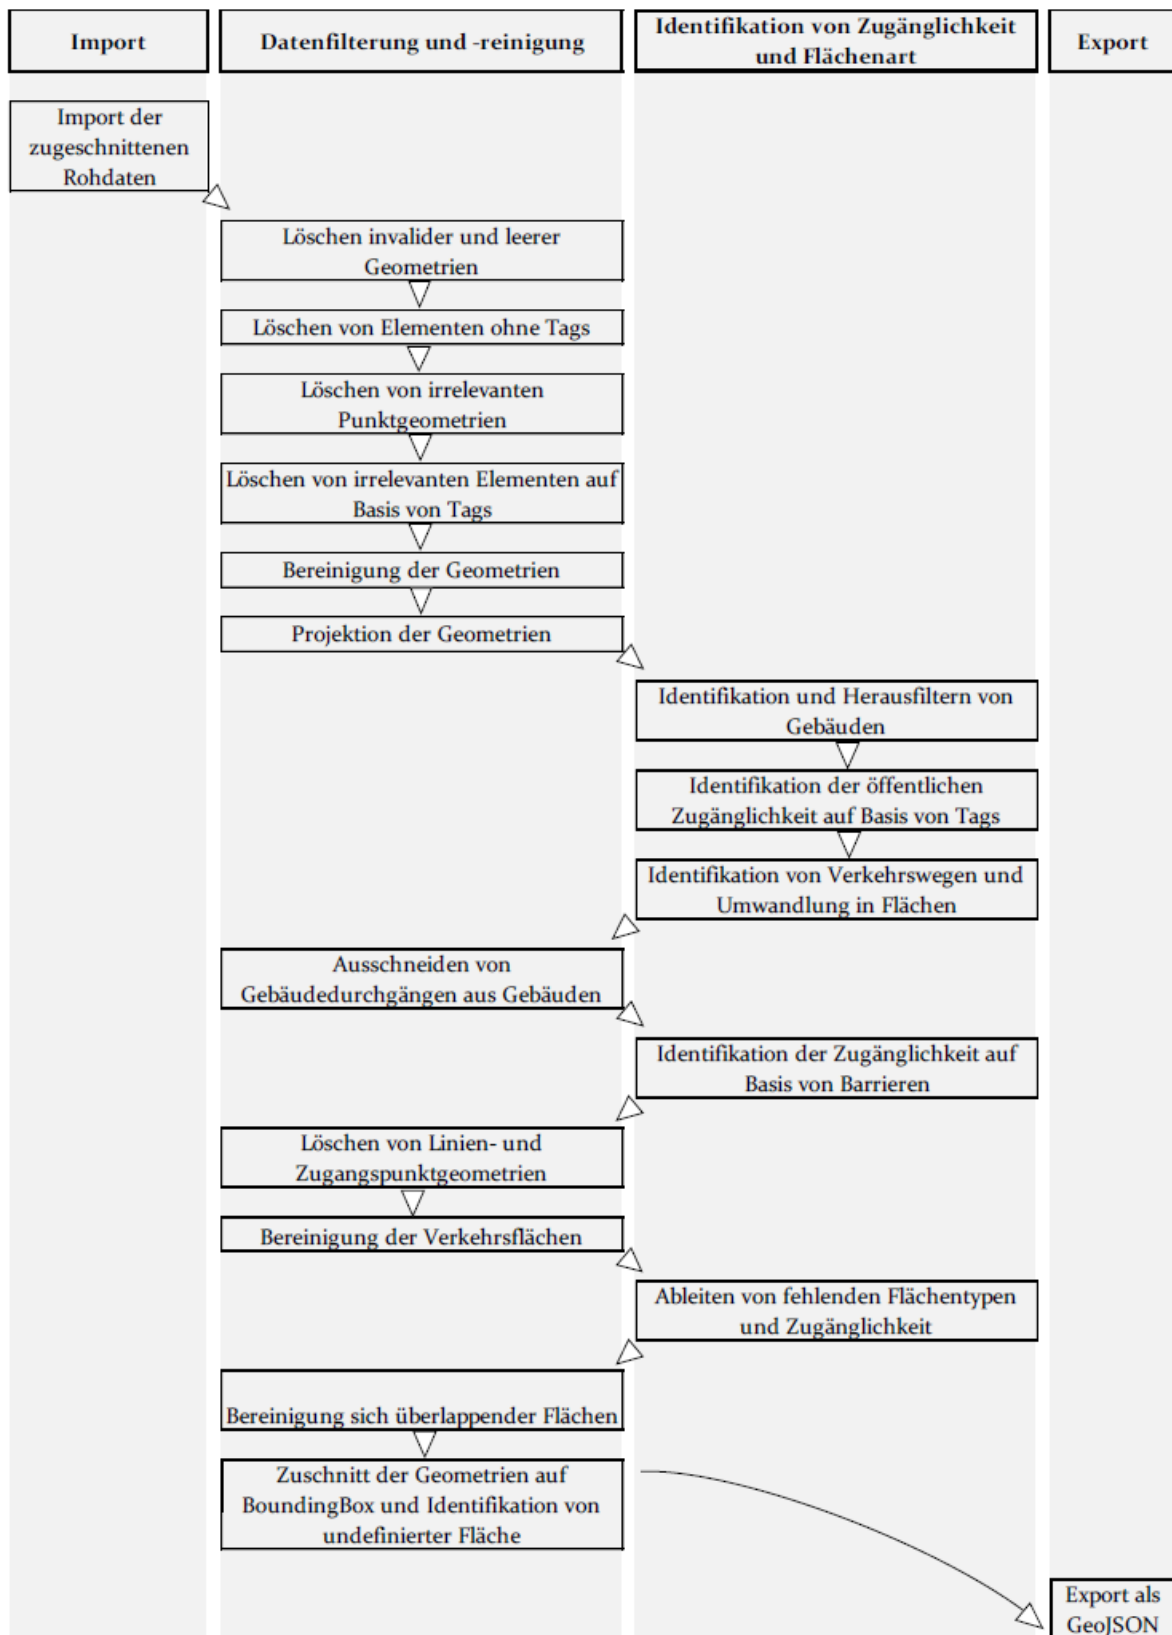 Import
Datenfilterung und -reinigung
Identifikation von Zugänglichkeit
und Flächenart
Export
Import der
zugeschnittenen
Rohdaten
Löschen invalider und leerer
Geometrien
Löschen von Elementen ohne Tags
Löschen von irrelevanten
Punktgeometrien
Löschen von irrelevanten Elementen auf
Basis von Tags
Bereinigung der Geometrien
Projektion der Geometrien
Identifikation und Herausfiltern von
Gebäuden
Identifikation der öffentlichen
Zugänglichkeit auf Basis von Tags
Identifikation von Verkehrswegen und
Umwandlung in Flächen
Ausschneiden von
Gebäudedurchgängen aus Gebäuden
Identifikation der Zugänglichkeit auf
Basis von Barrieren
Löschen von Linien- und
Zugangspunktgeometrien
Bereinigung der Verkehrsflächen
Ableiten von fehlenden Flächentypen
und Zugänglichkeit
Bereinigung sich überlappender Flächen
Zuschnitt der Geometrien auf
BoundingBox und Identifikation von
undefinierter Fläche
Export als
GeoJSON